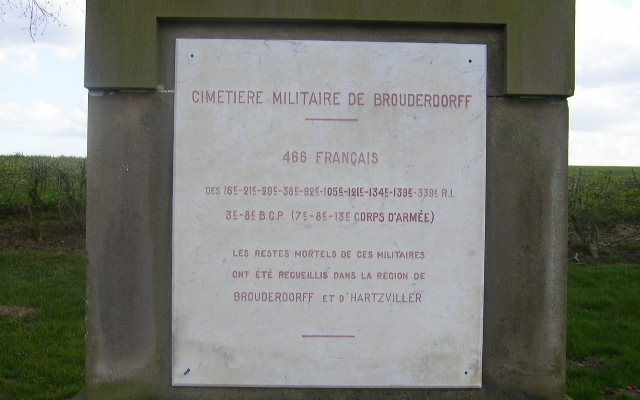 CIMETIERE MILITAIRE DE BROUDERDORFF
466 FRANÇAIS
DES 16E-21E-29E-38E-92E-105E-121E-134E-139E-339E R.I.
3E-8E B.C.P. (7E-8E-13E CORPS D'ARMÉE)
LES RESTES MORTELS DE CES MILITAIRES
ONT ÉTÉ RECUEILLIS DANS LA RÉGION DE
BROUDERDORFF ET D'HARTZVILLER